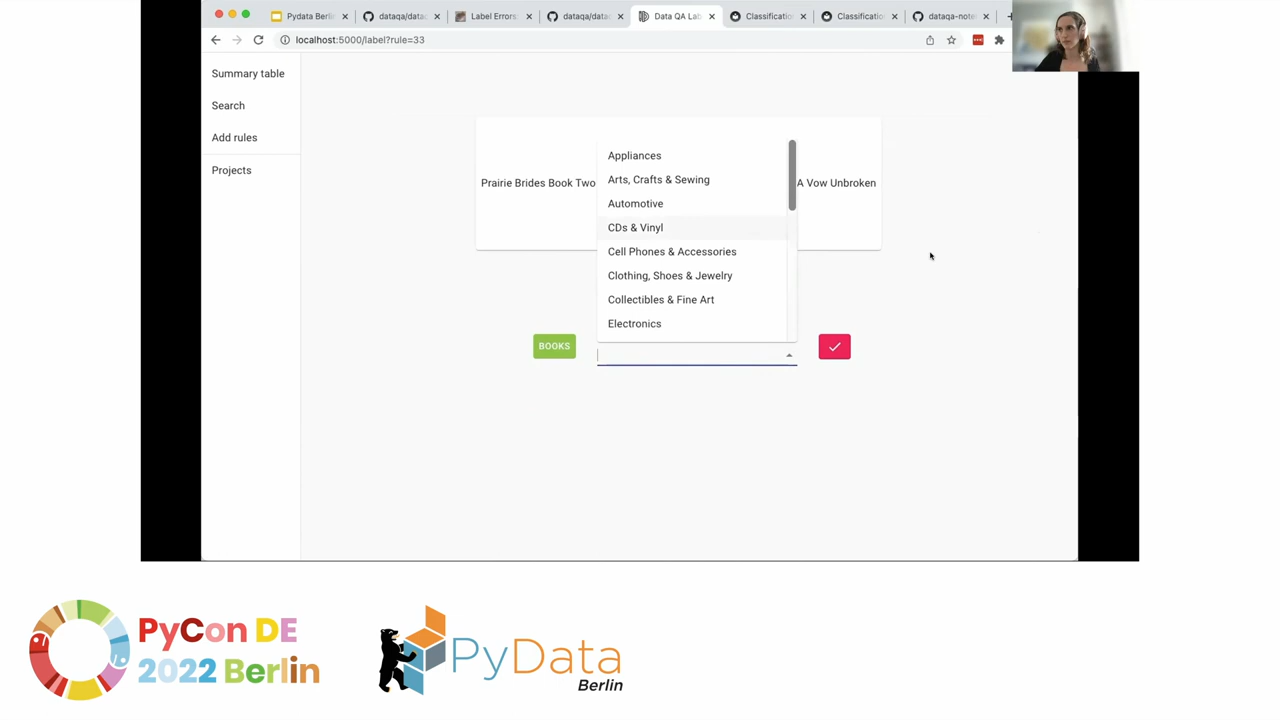 Pydata Berlin
dataqa/data
Label Errors:
dataqa/data
Data QA Lab
Classificatio
Classificatio
dataqa-note
localhost:5000/label?rule=33
Summary table
Search
Add rules
Projects
Prairie Brides Book Two
A Vow Unbroken
Appliances
Arts, Crafts & Sewing
Automotive
CDs & Vinyl
Cell Phones & Accessories
Clothing, Shoes & Jewelry
Collectibles & Fine Art
Electronics
BOOKS
PyCon DE
2022 Berlin
PyData
Berlin